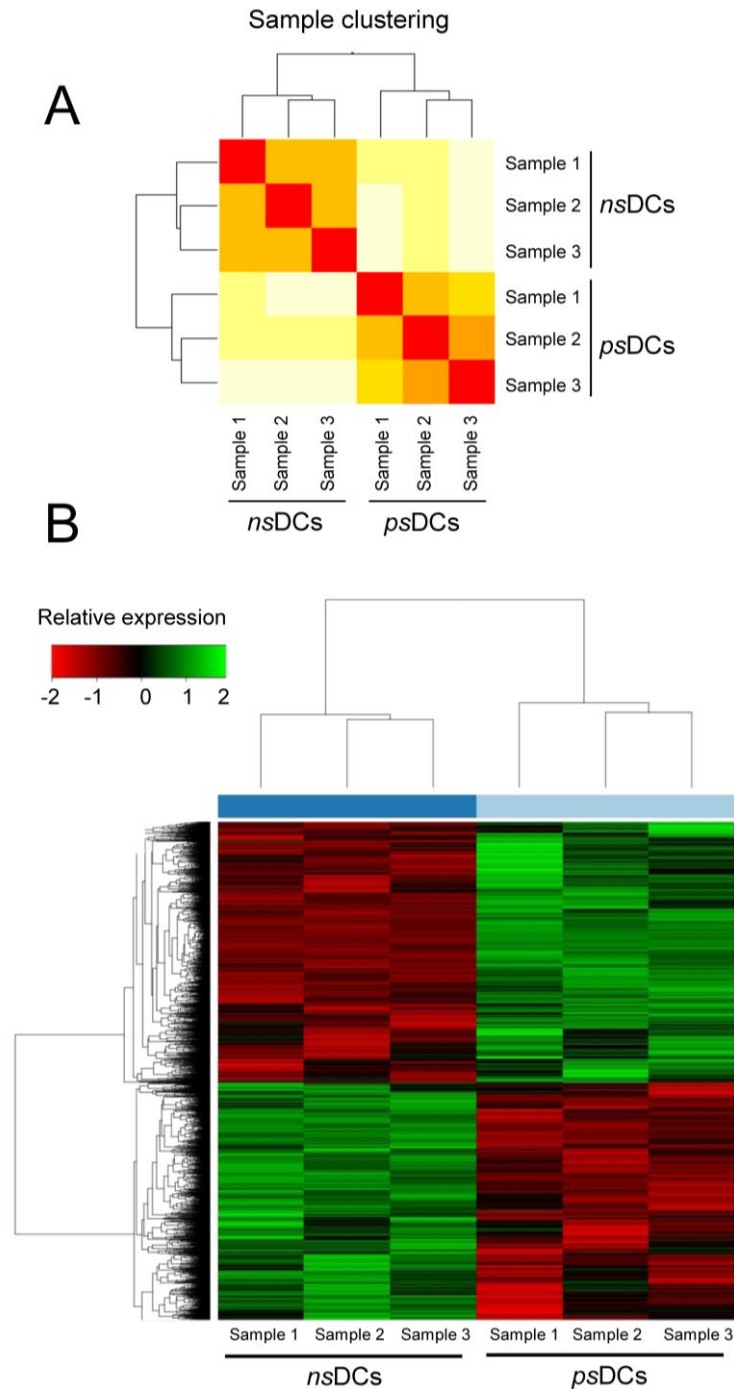 Sample clustering
A
Sample 1
Sample 2
Sample 3
nsDCs
Sample 1
Sample 2
Sample 3
psDCs
Sample 1
Sample 2
Sample 3
Sample 1
Sample 2
Sample 3
nsDCs
psDCs
B
Relative expression
-2 -1 0 1 2
Sample 1 Sample 2 Sample 3 Sample 1 Sample 2 Sample 3
nsDCs psDCs